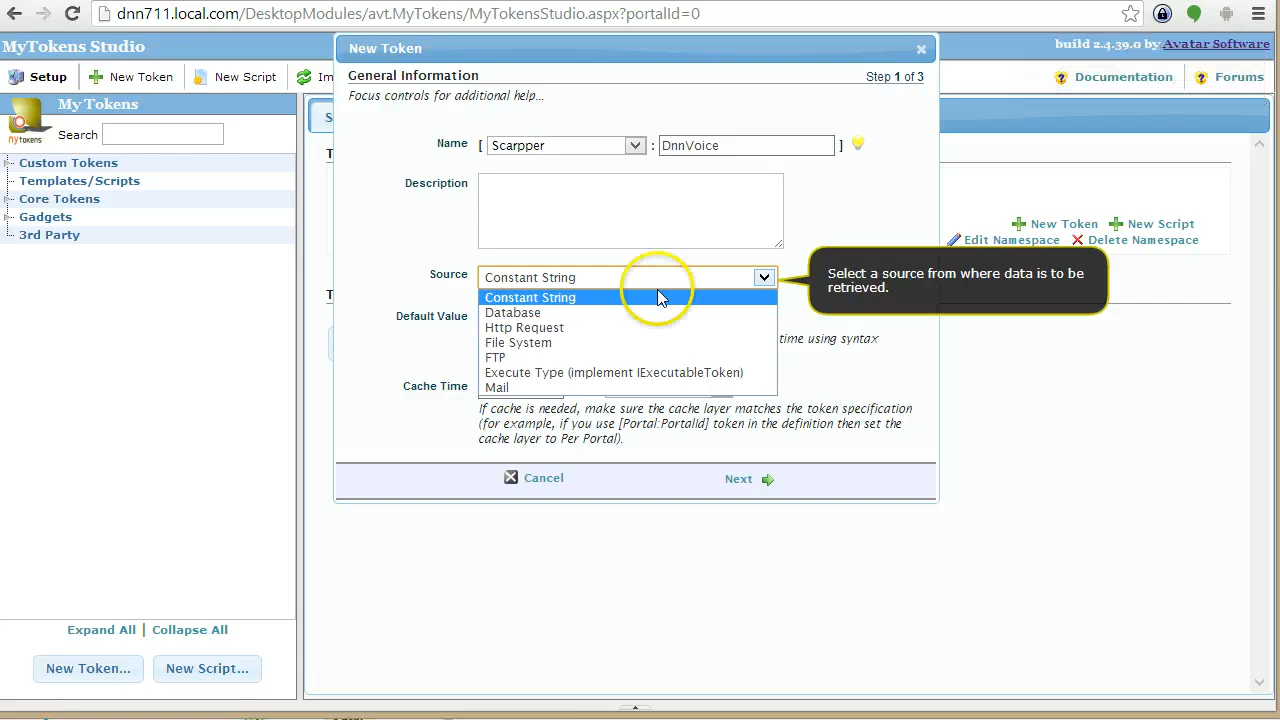 dnn711.local.com/DesktopModules/avt.MyTokens/MyTokensStudio.aspx?portalId=0
MyTokens Studio
build 2.4.39.0 by Avatar Software
Setup
New Token
New Script
Im
Documentation
Forums
My Tokens
my tokens
Search
Custom Tokens
Templates/Scripts
Core Tokens
Gadgets
3rd Party
Expand All | Collapse All
New Token...
New Script...
New Token
General Information
Step 1 of 3
Focus controls for additional help...
Name [ Scarpper : DnnVoice ]
Description
Source Constant String
Constant String
Database
Http Request
File System
FTP
Execute Type (implement IExecutableToken)
Mail
Default Value
time using syntax
Cache Time
If cache is needed, make sure the cache layer matches the token specification
(for example, if you use [Portal:PortalId] token in the definition then set the
cache layer to Per Portal).
Cancel
Next
S
T
New Token
New Script
Edit Namespace
Delete Namespace
Select a source from where data is to be
retrieved.
T